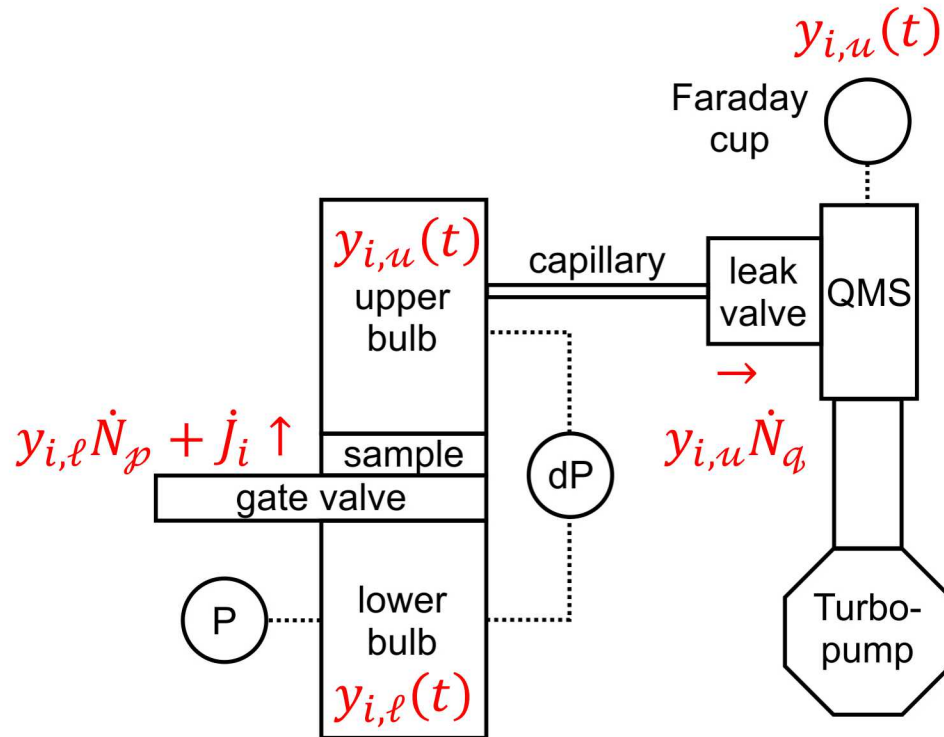 y_{i,u}(t)
Faraday
cup
y_{i,u}(t)
upper
bulb
capillary
leak
valve
QMS
→
y_{i,ℓ}Ṅ_p + J̇_i ↑
sample
y_{i,u}Ṅ_q
gate valve
dP
P
lower
bulb
y_{i,ℓ}(t)
Turbo-
pump